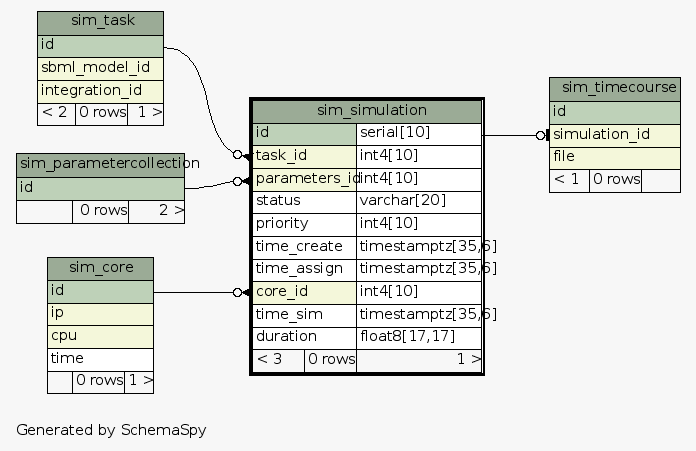 sim_task
id
sbml_model_id
integration_id
< 2 0 rows 1 >
sim_parametercollection
id
0 rows 2 >
sim_core
id
ip
cpu
time
0 rows 1 >
sim_simulation
id serial[10]
task_id int4[10]
parameters_id int4[10]
status varchar[20]
priority int4[10]
time_create timestamptz[35,6]
time_assign timestamptz[35,6]
core_id int4[10]
time_sim timestamptz[35,6]
duration float8[17,17]
< 3 0 rows 1 >
sim_timecourse
id
simulation_id
file
< 1 0 rows
Generated by SchemaSpy